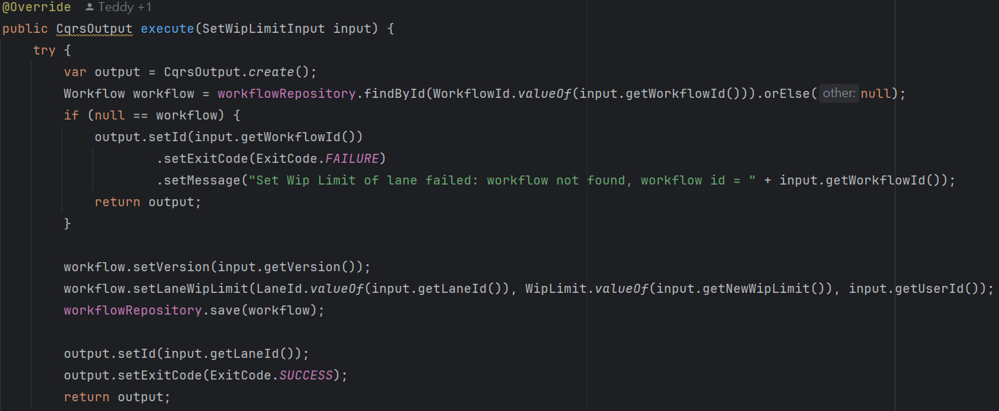 @Override Teddy +1
public CqrsOutput execute(SetWipLimitInput input) {
    try {
        var output = CqrsOutput.create();
        Workflow workflow = workflowRepository.findById(WorkflowId.valueOf(input.getWorkflowId())).orElse( other: null);
        if (null == workflow) {
            output.setId(input.getWorkflowId())
                    .setExitCode(ExitCode.FAILURE)
                    .setMessage("Set Wip Limit of lane failed: workflow not found, workflow id = " + input.getWorkflowId());
            return output;
        }

        workflow.setVersion(input.getVersion());
        workflow.setLaneWipLimit(LaneId.valueOf(input.getLaneId()), WipLimit.valueOf(input.getNewWipLimit()), input.getUserId());
        workflowRepository.save(workflow);

        output.setId(input.getLaneId());
        output.setExitCode(ExitCode.SUCCESS);
        return output;